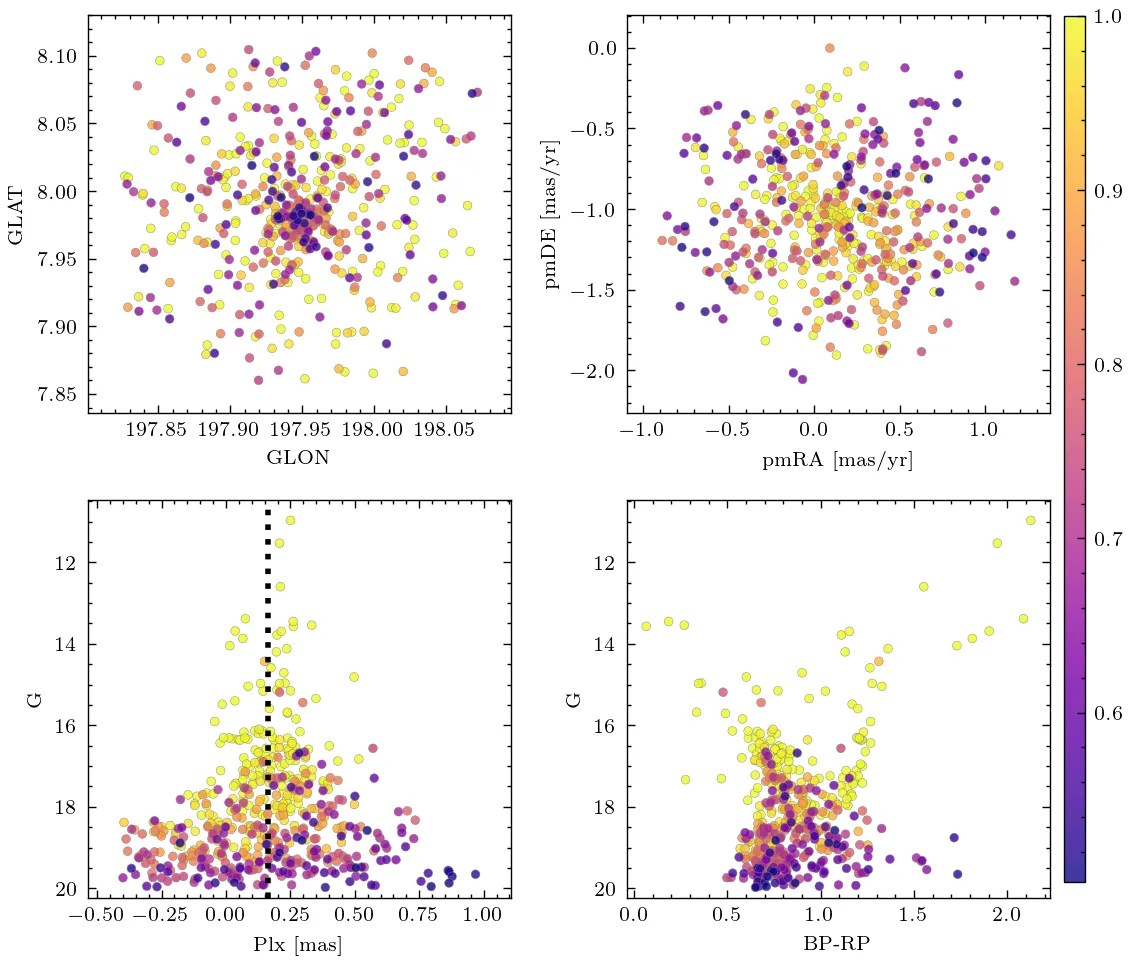 8.10
8.05
8.00
7.95
7.90
7.85
GLAT
197.85 197.90 197.95 198.00 198.05
GLON
0.0
−0.5
−1.0
−1.5
−2.0
pmDE [mas/yr]
−1.0 −0.5 0.0 0.5 1.0
pmRA [mas/yr]
1.0
0.9
0.8
0.7
0.6
12
14
16
18
20
G
−0.50 −0.25 0.00 0.25 0.50 0.75 1.00
Plx [mas]
12
14
16
18
20
G
0.0 0.5 1.0 1.5 2.0
BP-RP